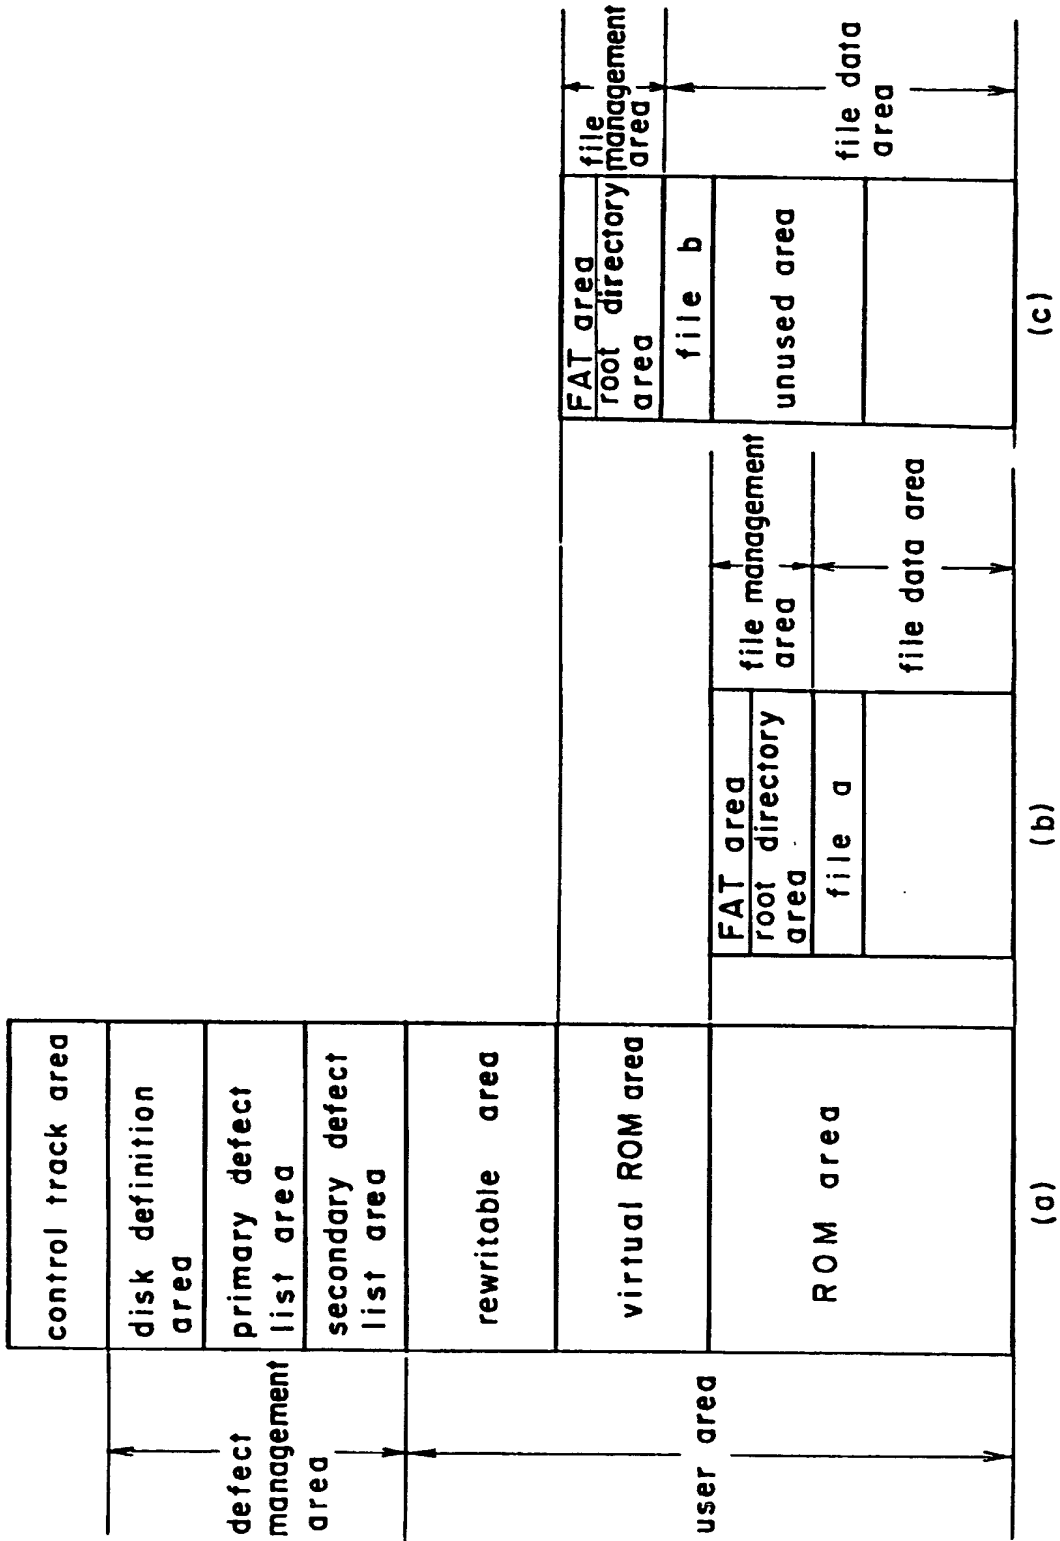 control track area
disk definition
area
primary defect
list area
secondary defect
list area
rewritable area
virtual ROM area
ROM area
defect
management
area
user area
(a)
FAT area
root directory
area
file a
file management
area
file data area
(b)
FAT area
root directory
area
file b
unused area
file
management
area
file data
area
(c)